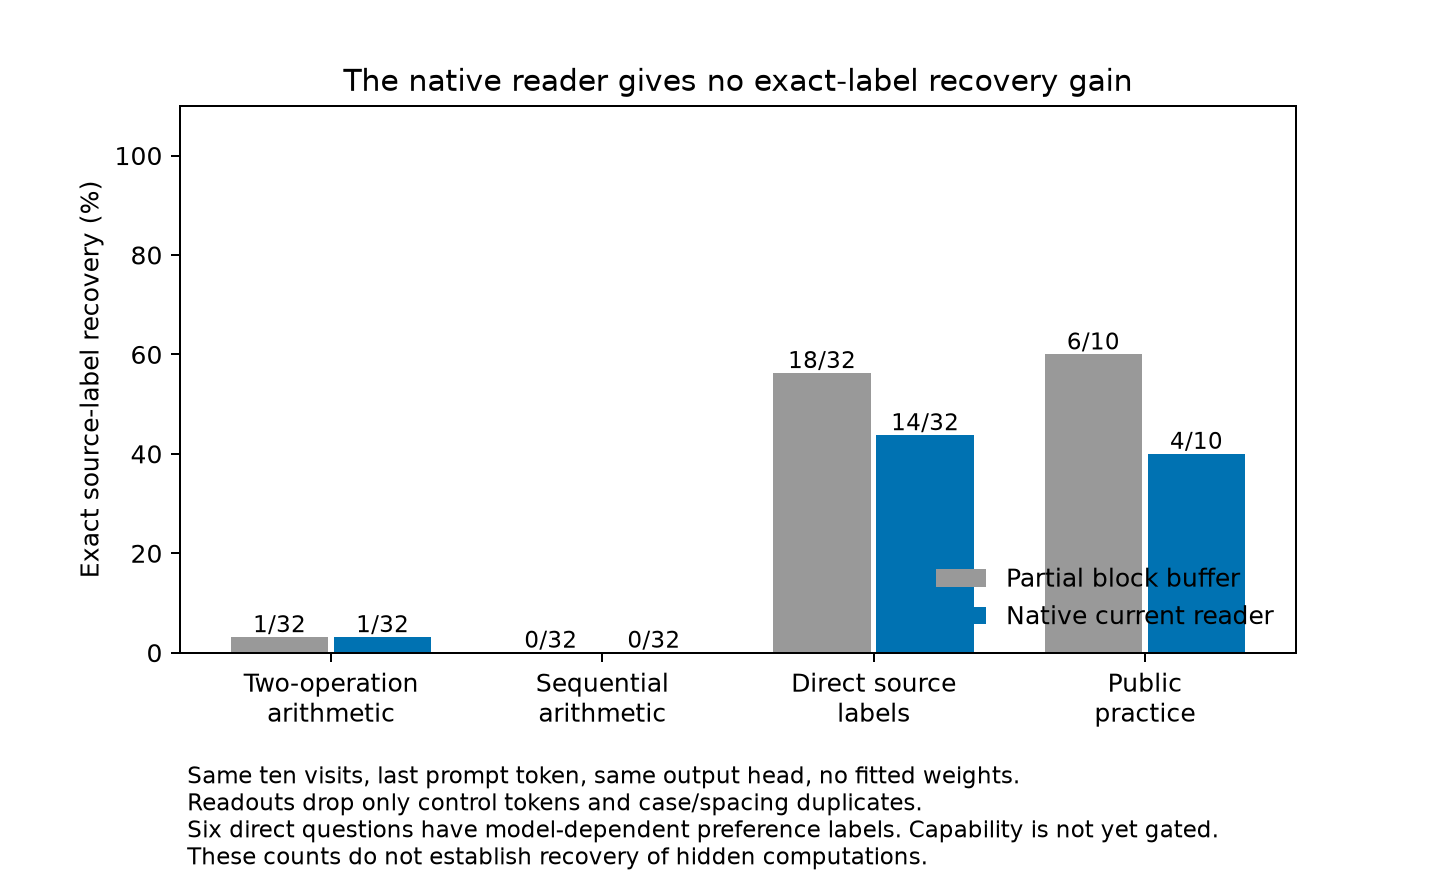 The native reader gives no exact-label recovery gain
Exact source-label recovery (%)
100
80
60
40
20
0
1/32
1/32
0/32
0/32
18/32
14/32
6/10
4/10
Partial block buffer
Native current reader
Two-operation
arithmetic
Sequential
arithmetic
Direct source
labels
Public
practice
Same ten visits, last prompt token, same output head, no fitted weights.
Readouts drop only control tokens and case/spacing duplicates.
Six direct questions have model-dependent preference labels. Capability is not yet gated.
These counts do not establish recovery of hidden computations.